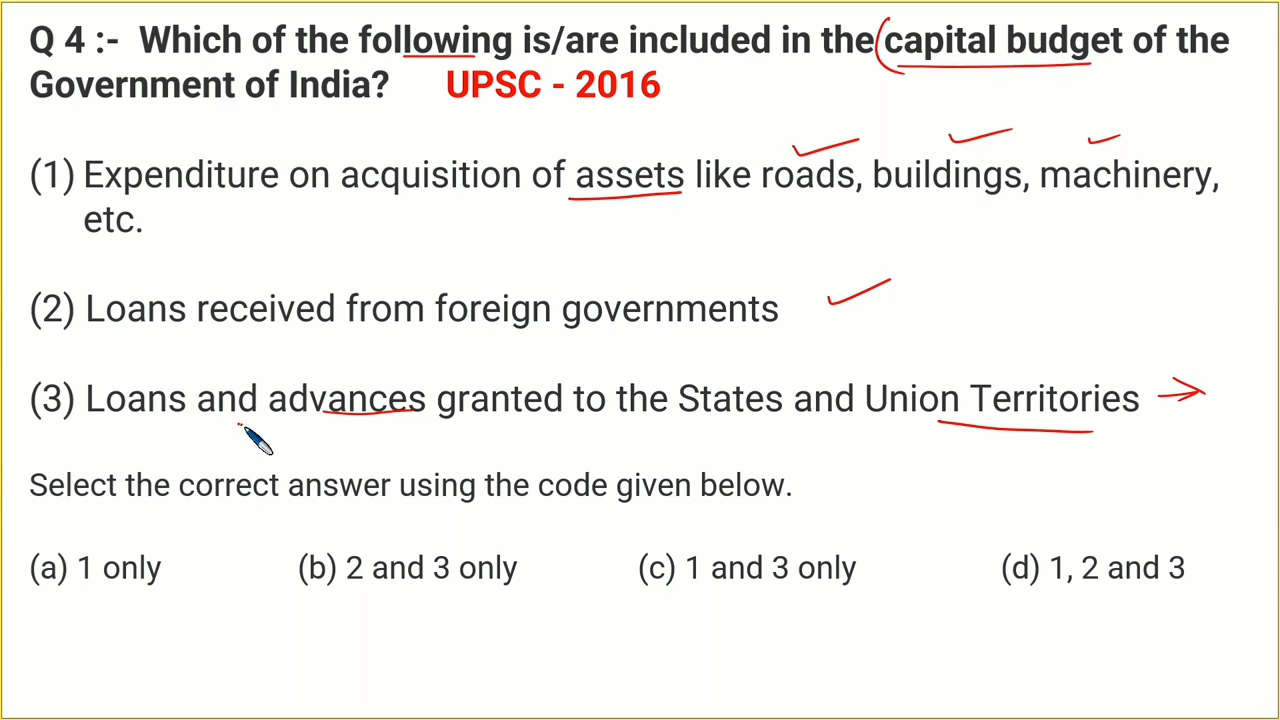 Q 4 :- Which of the following is/are included in the capital budget of the
Government of India? UPSC - 2016
(1) Expenditure on acquisition of assets like roads, buildings, machinery,
etc.
(2) Loans received from foreign governments
(3) Loans and advances granted to the States and Union Territories
Select the correct answer using the code given below.
(a) 1 only (b) 2 and 3 only (c) 1 and 3 only (d) 1, 2 and 3